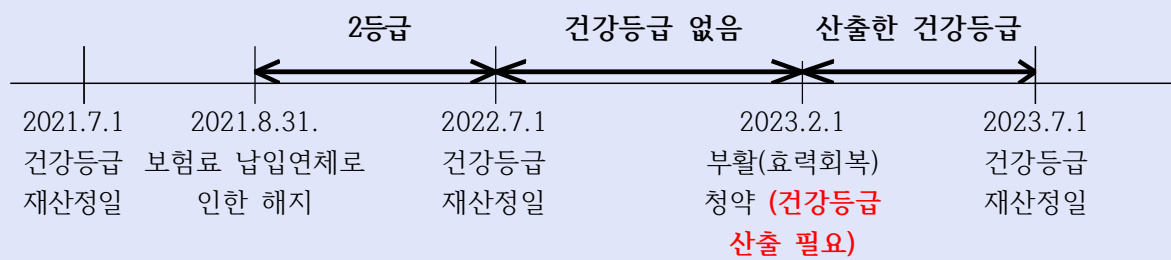 2등급 건강등급 없음 산출한 건강등급
2021.7.1 2021.8.31. 2022.7.1 2023.2.1 2023.7.1
건강등급 보험료 납입연체로 건강등급 부활(효력회복) 건강등급
재산정일 인한 해지 재산정일 청약 (건강등급 재산정일
산출 필요)